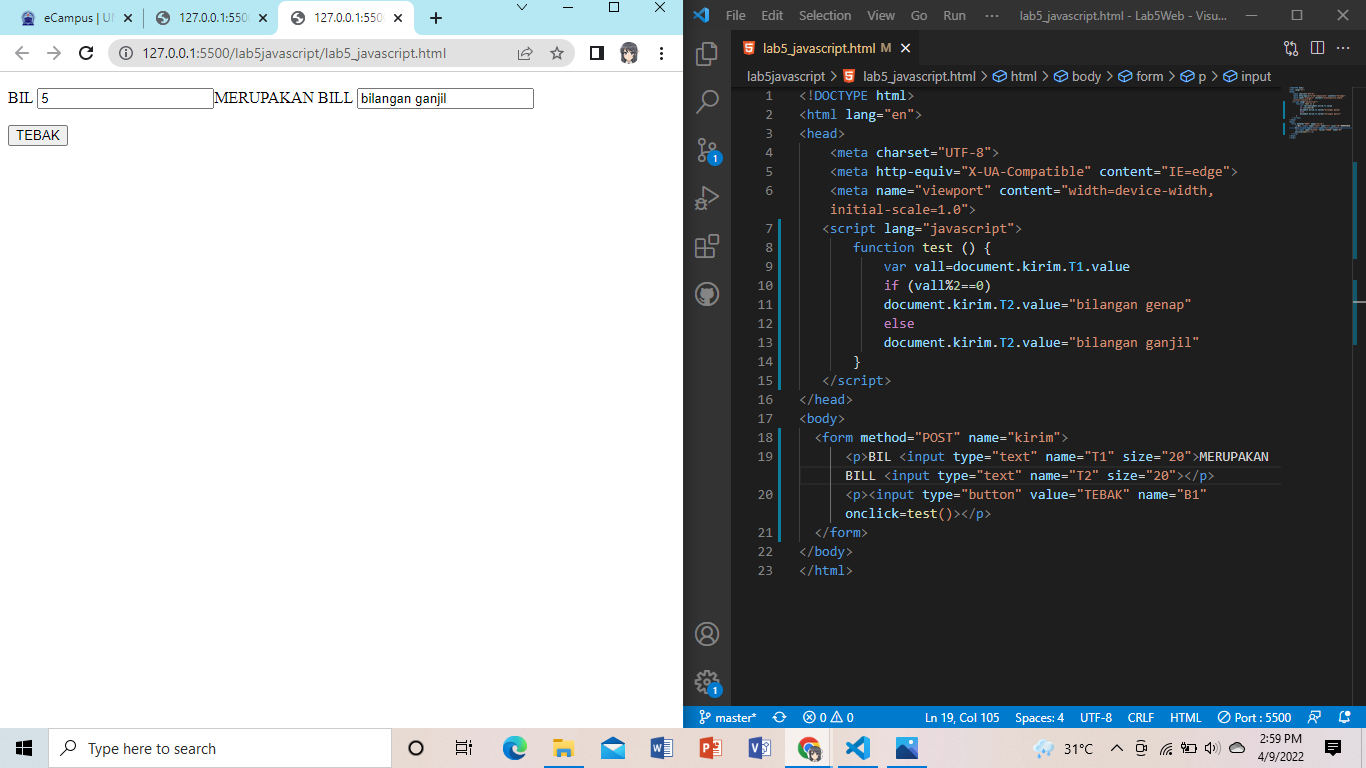 eCampus | U
127.0.0.1:550
127.0.0.1:550
127.0.0.1:5500/lab5javascript/lab5_javascript.html
BIL 5 MERUPAKAN BILL bilangan ganjil
TEBAK
File Edit Selection View Go Run ··· lab5_javascript.html - Lab5Web - Visu...
lab5_javascript.html M
lab5javascript > lab5_javascript.html > html > body > form > p > input
1 <!DOCTYPE html>
2 <html lang="en">
3 <head>
4 <meta charset="UTF-8">
5 <meta http-equiv="X-UA-Compatible" content="IE=edge">
6 <meta name="viewport" content="width=device-width,
initial-scale=1.0">
7 <script lang="javascript">
8 function test () {
9 var vall=document.kirim.T1.value
10 if (vall%2==0)
11 document.kirim.T2.value="bilangan genap"
12 else
13 document.kirim.T2.value="bilangan ganjil"
14 }
15 </script>
16 </head>
17 <body>
18 <form method="POST" name="kirim">
19 <p>BIL <input type="text" name="T1" size="20">MERUPAKAN
BILL <input type="text" name="T2" size="20"></p>
20 <p><input type="button" value="TEBAK" name="B1"
onclick=test()></p>
21 </form>
22 </body>
23 </html>
1
1
master* 0 0 Ln 19, Col 105 Spaces: 4 UTF-8 CRLF HTML Port : 5500
Type here to search
31°C
2:59 PM
4/9/2022